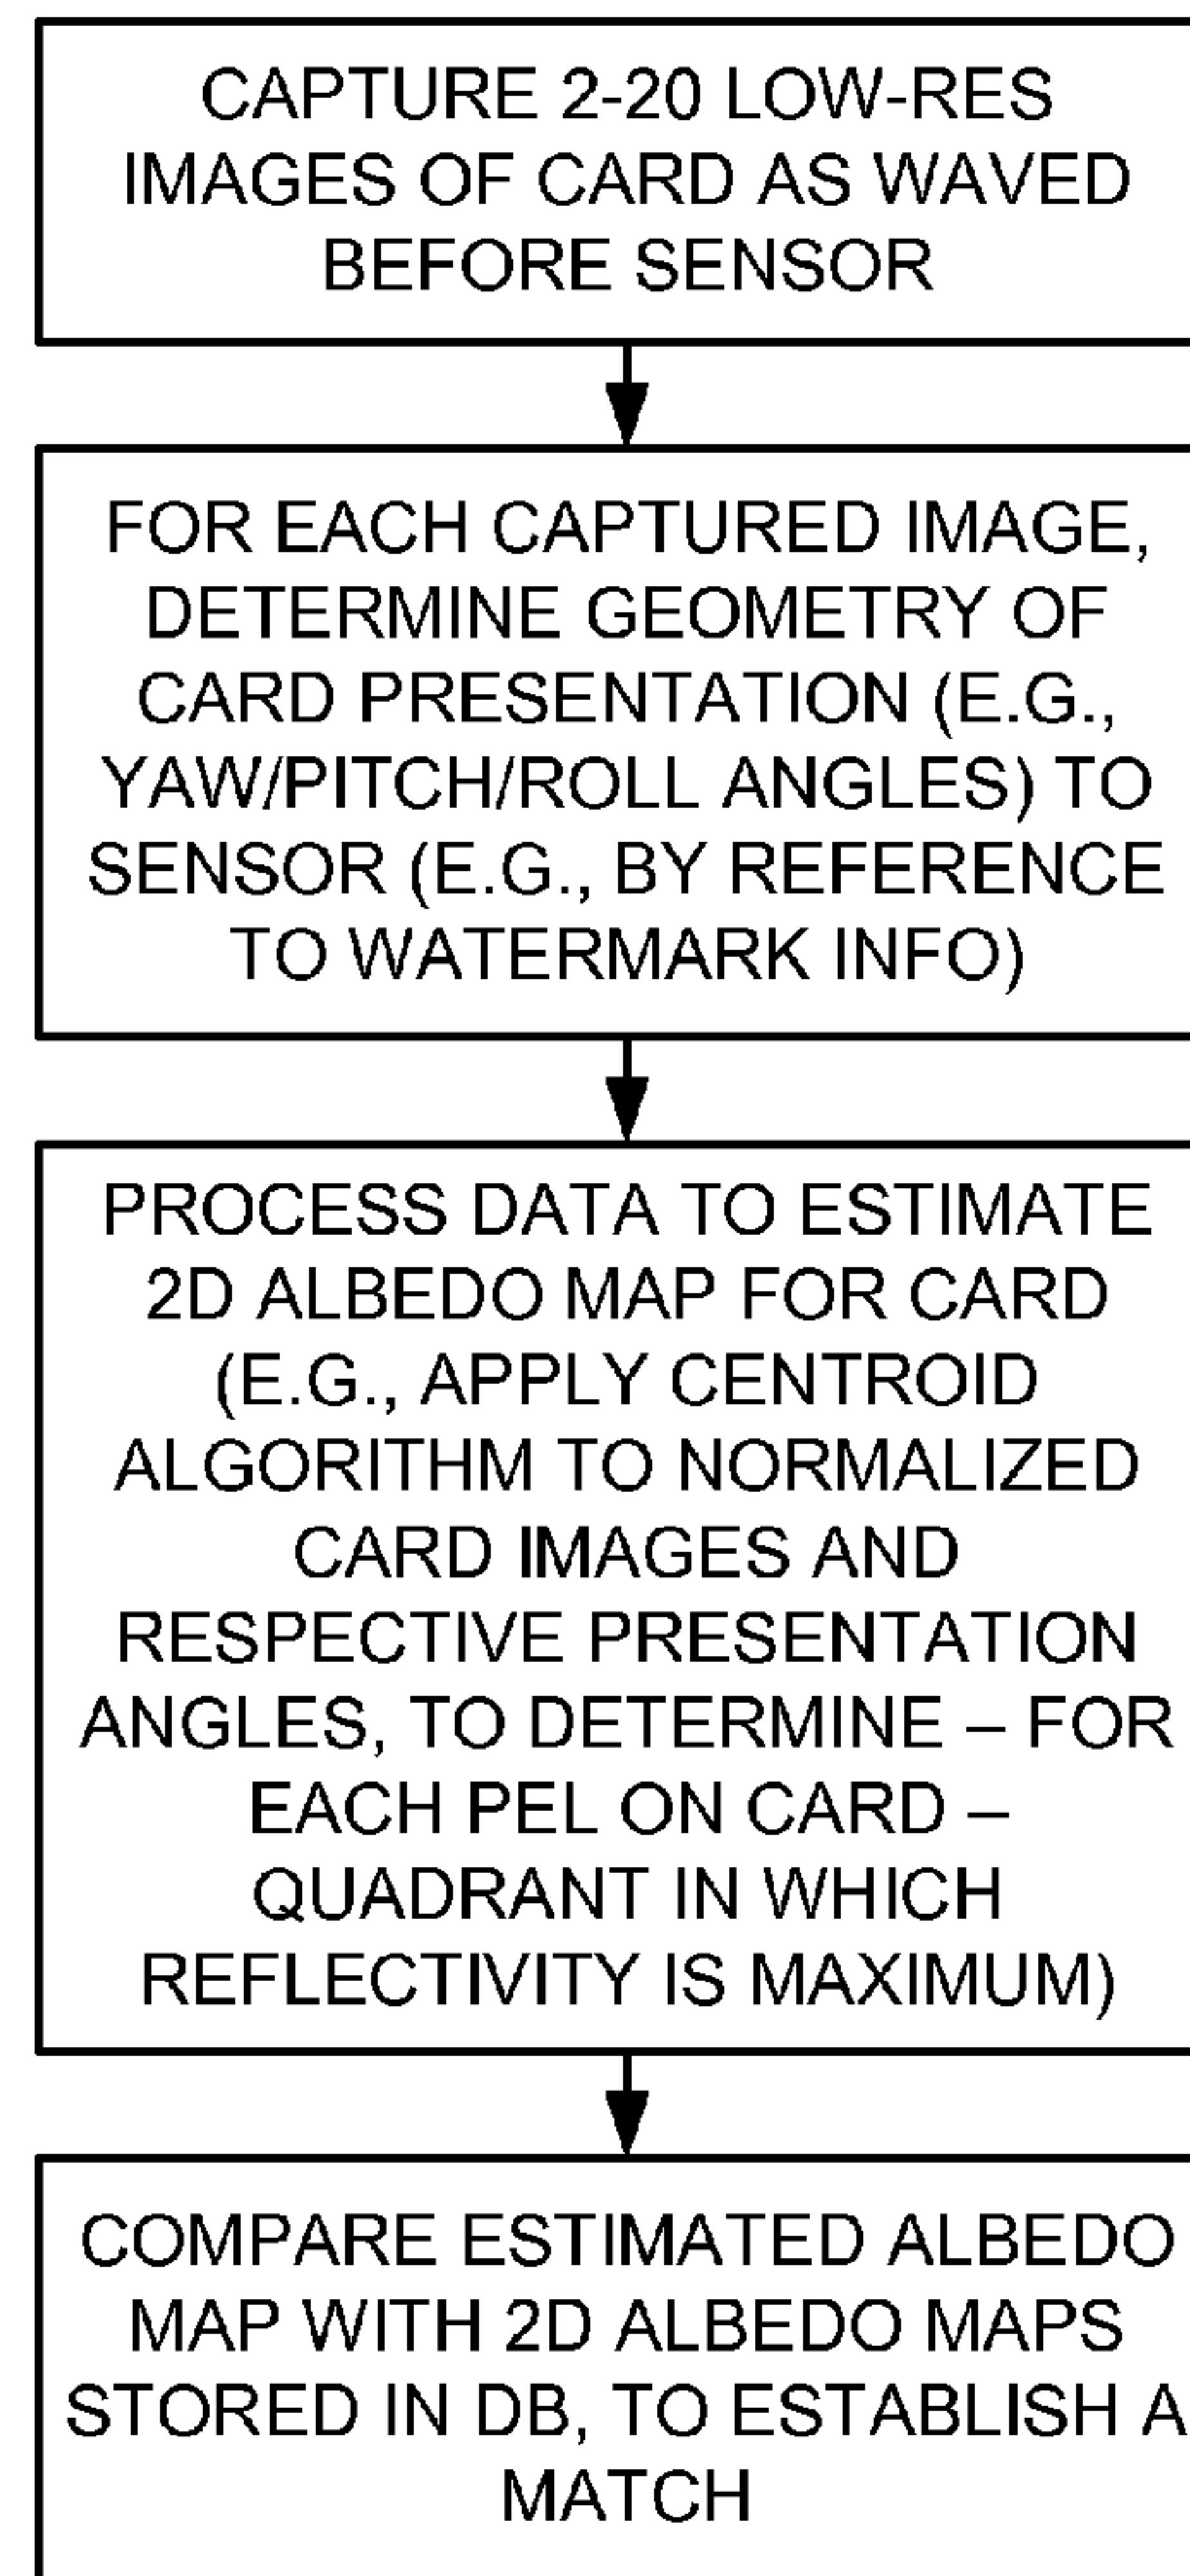 CAPTURE 2-20 LOW-RES
IMAGES OF CARD AS WAVED
BEFORE SENSOR
FOR EACH CAPTURED IMAGE,
DETERMINE GEOMETRY OF
CARD PRESENTATION (E.G.,
YAW/PITCH/ROLL ANGLES) TO
SENSOR (E.G., BY REFERENCE
TO WATERMARK INFO)
PROCESS DATA TO ESTIMATE
2D ALBEDO MAP FOR CARD
(E.G., APPLY CENTROID
ALGORITHM TO NORMALIZED
CARD IMAGES AND
RESPECTIVE PRESENTATION
ANGLES, TO DETERMINE – FOR
EACH PEL ON CARD –
QUADRANT IN WHICH
REFLECTIVITY IS MAXIMUM)
COMPARE ESTIMATED ALBEDO
MAP WITH 2D ALBEDO MAPS
STORED IN DB, TO ESTABLISH A
MATCH